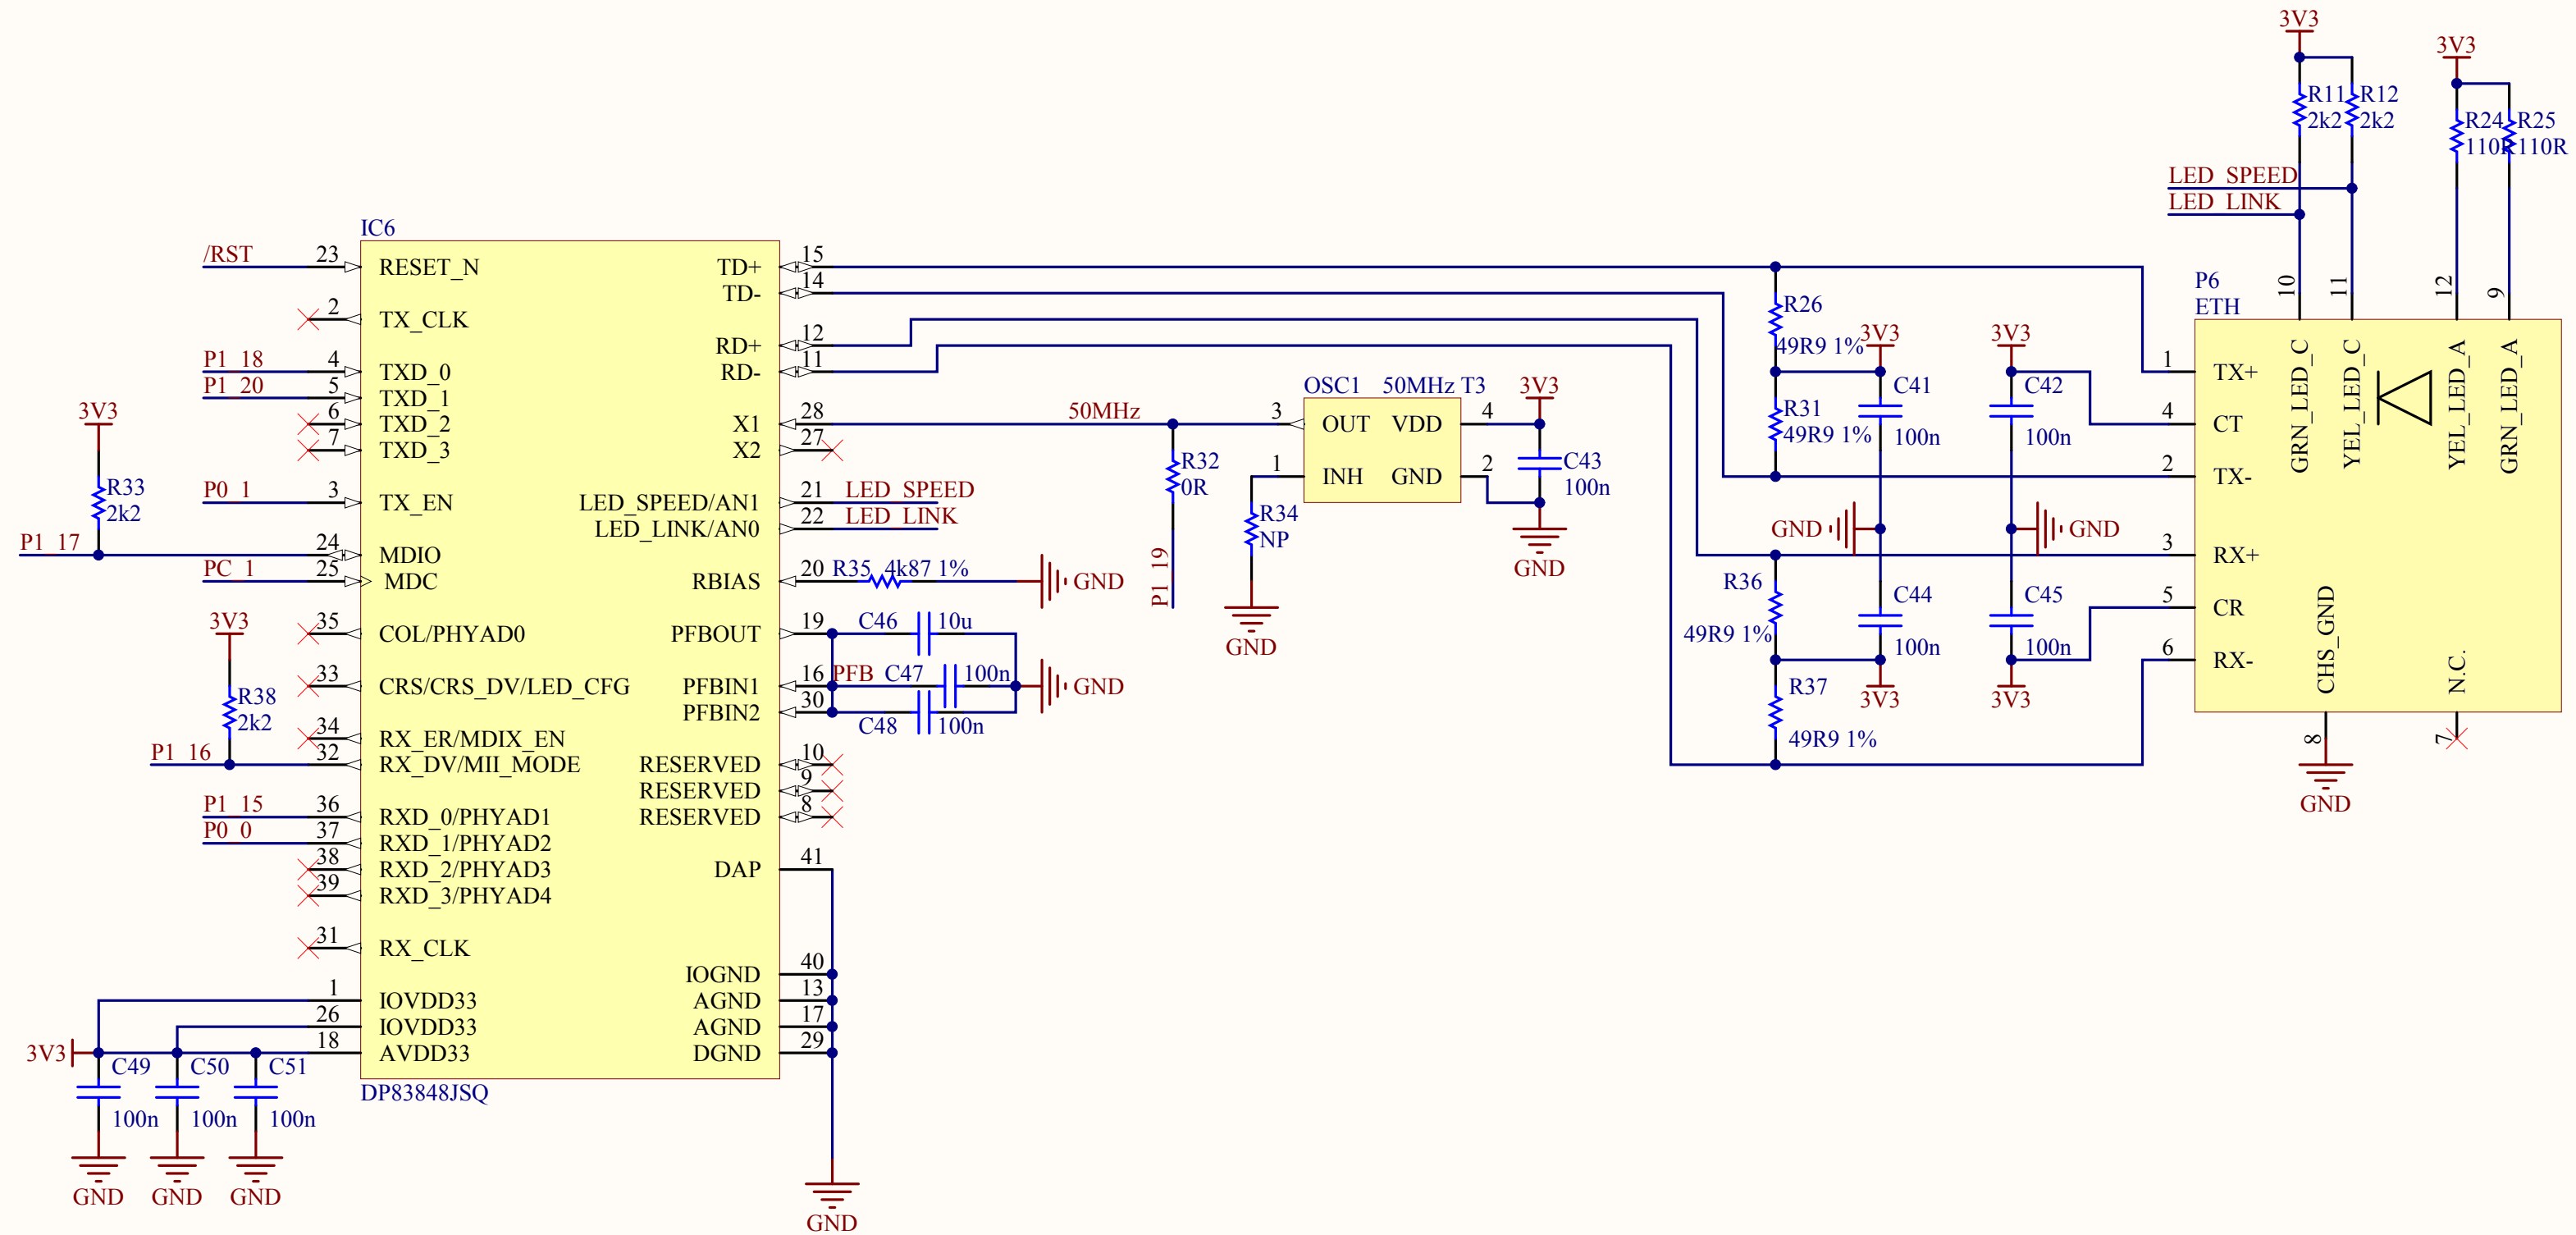 3V3
3V3
R11
2k2
R12
2k2
R24
110R
R25
110R
LED_SPEED
LED_LINK
IC6
/RST
23
RESET_N
2
TX_CLK
P1_18
4
TXD_0
P1_20
5
TXD_1
6
TXD_2
7
TXD_3
3V3
R33
2k2
P0_1
3
TX_EN
P1_17
24
MDIO
PC_1
25
MDC
3V3
35
COL/PHYAD0
33
CRS/CRS_DV/LED_CFG
R38
2k2
34
RX_ER/MDIX_EN
P1_16
32
RX_DV/MII_MODE
P1_15
36
RXD_0/PHYAD1
P0_0
37
RXD_1/PHYAD2
38
RXD_2/PHYAD3
39
RXD_3/PHYAD4
31
RX_CLK
1
IOVDD33
26
IOVDD33
3V3
18
AVDD33
C49
100n
C50
100n
C51
100n
GND
GND
GND
DP83848JSQ
TD+
15
TD-
14
RD+
12
RD-
11
X1
28
50MHz
X2
27
LED_SPEED/AN1
21
LED_SPEED
LED_LINK/AN0
22
LED_LINK
RBIAS
20
R35 4k87 1%
GND
PFBOUT
19
C46 10u
PFBIN1
16
PFB
C47 100n
GND
PFBIN2
30
C48 100n
RESERVED
10
RESERVED
9
RESERVED
8
DAP
41
IOGND
40
AGND
13
AGND
17
DGND
29
GND
R32
0R
P1_19
OSC1 50MHz T3
3V3
3
OUT
VDD
4
1
INH
GND
2
C43
100n
GND
R34
NP
GND
R26
49R9 1%
3V3
3V3
R31
49R9 1%
C41
100n
C42
100n
GND
GND
R36
49R9 1%
C44
100n
C45
100n
R37
49R9 1%
3V3
3V3
P6
ETH
10
11
12
9
GRN_LED_C
YEL_LED_C
YEL_LED_A
GRN_LED_A
1
TX+
4
CT
2
TX-
3
RX+
5
CR
6
RX-
CHS_GND
N.C.
8
7
GND